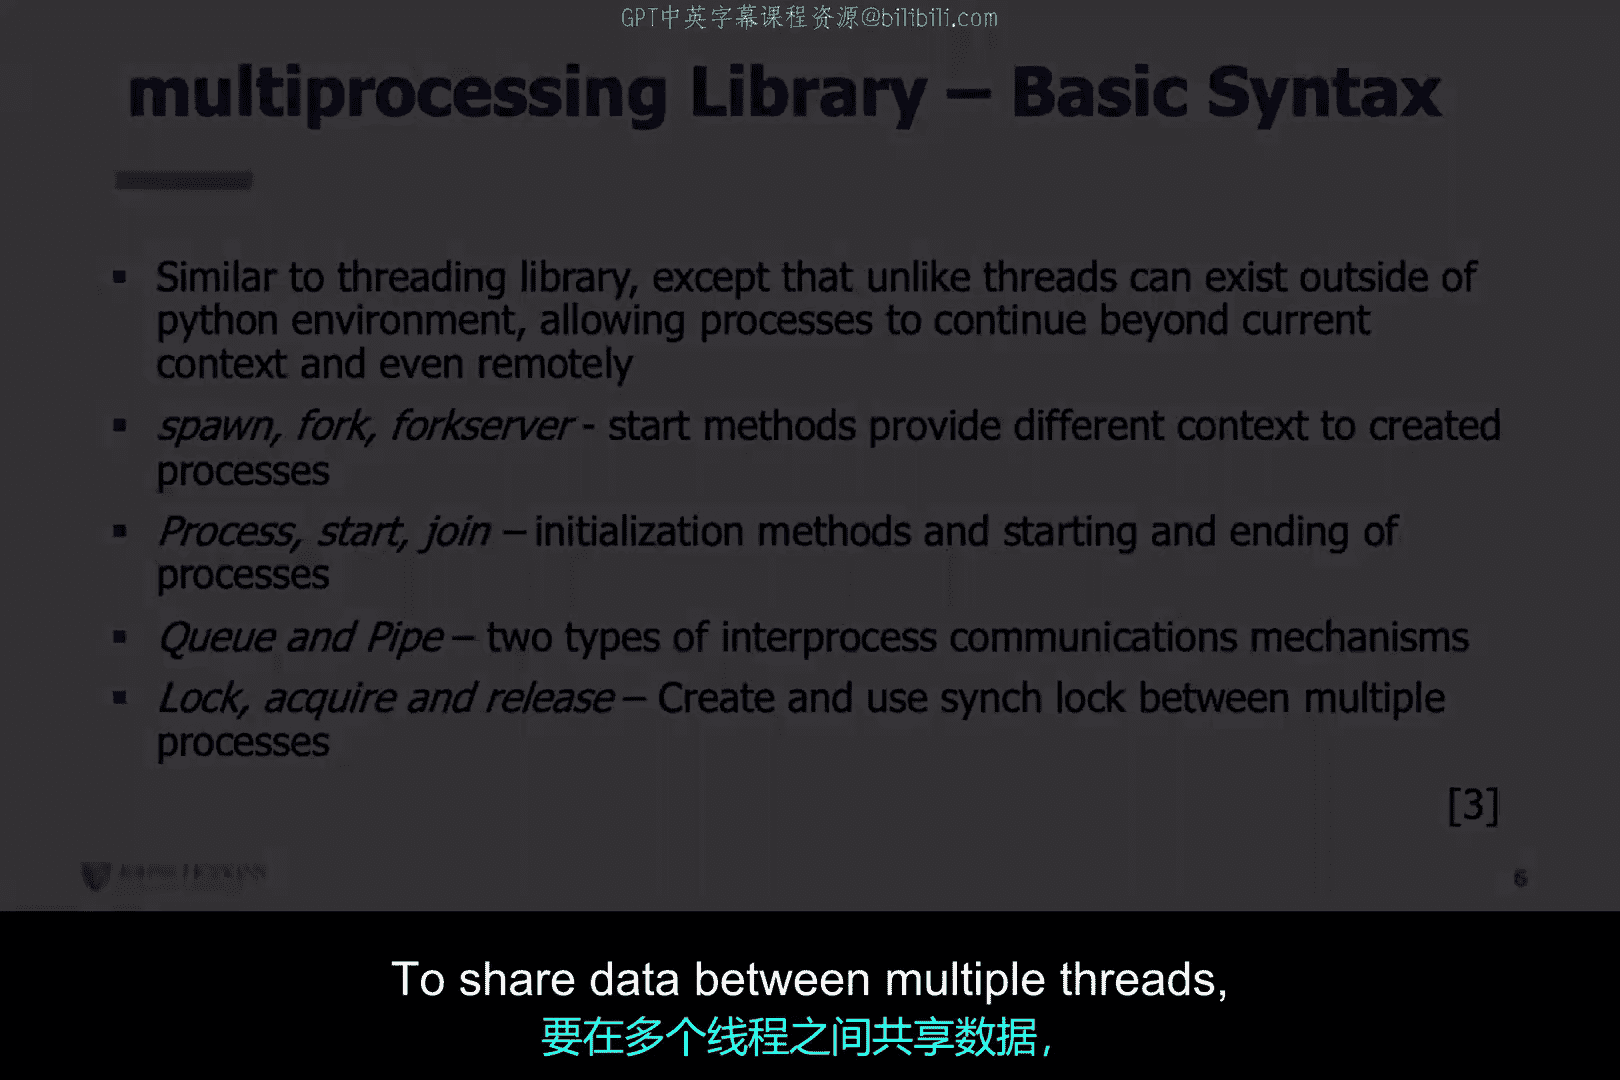 GPT中英字幕课程资源@bilibili.com
multiprocessing Library – Basic Syntax
▪ Similar to threading library, except that unlike threads can exist outside of
python environment, allowing processes to continue beyond current
context and even remotely
▪ spawn, fork, forkserver - start methods provide different context to created
processes
▪ Process, start, join – initialization methods and starting and ending of
processes
▪ Queue and Pipe – two types of interprocess communications mechanisms
▪ Lock, acquire and release – Create and use synch lock between multiple
processes
[3]
6
To share data between multiple threads,
要在多个线程之间共享数据，